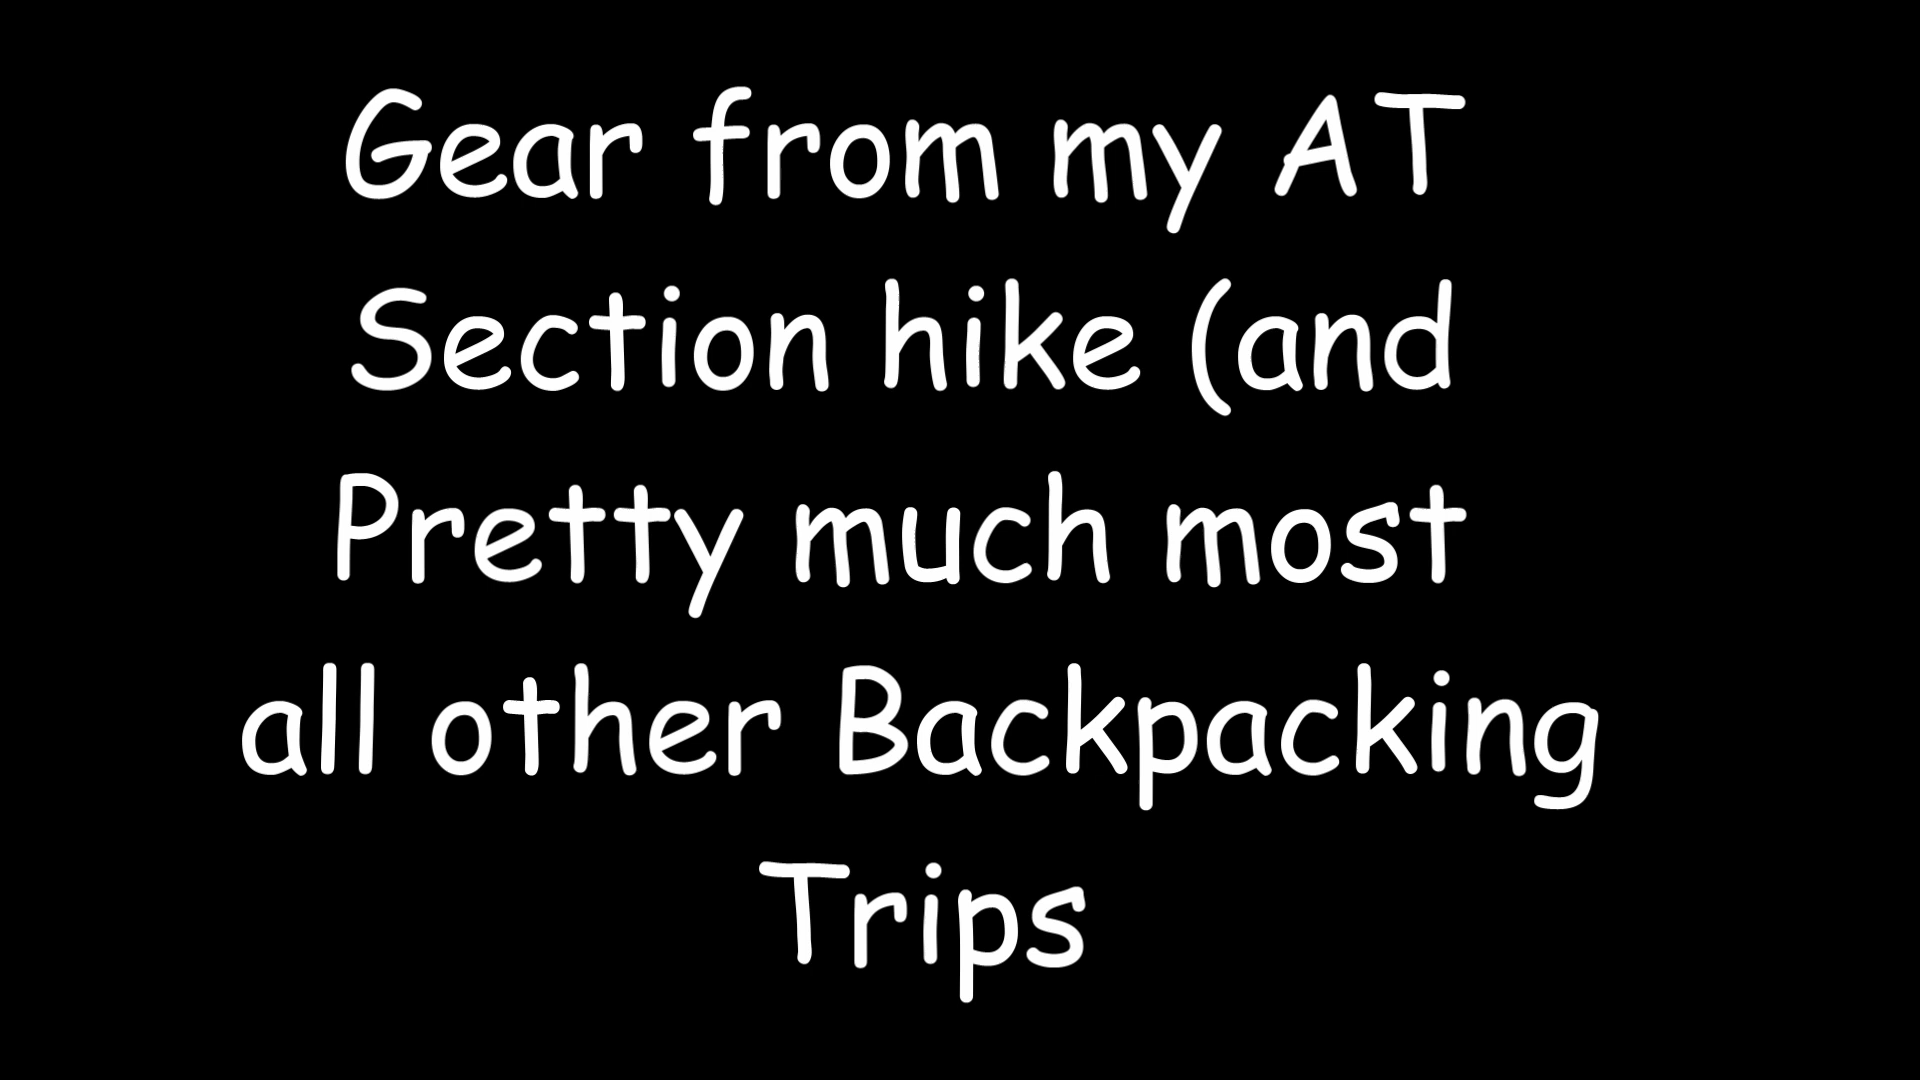 Gear from my AT
Section hike (and
Pretty much most
all other Backpacking
Trips